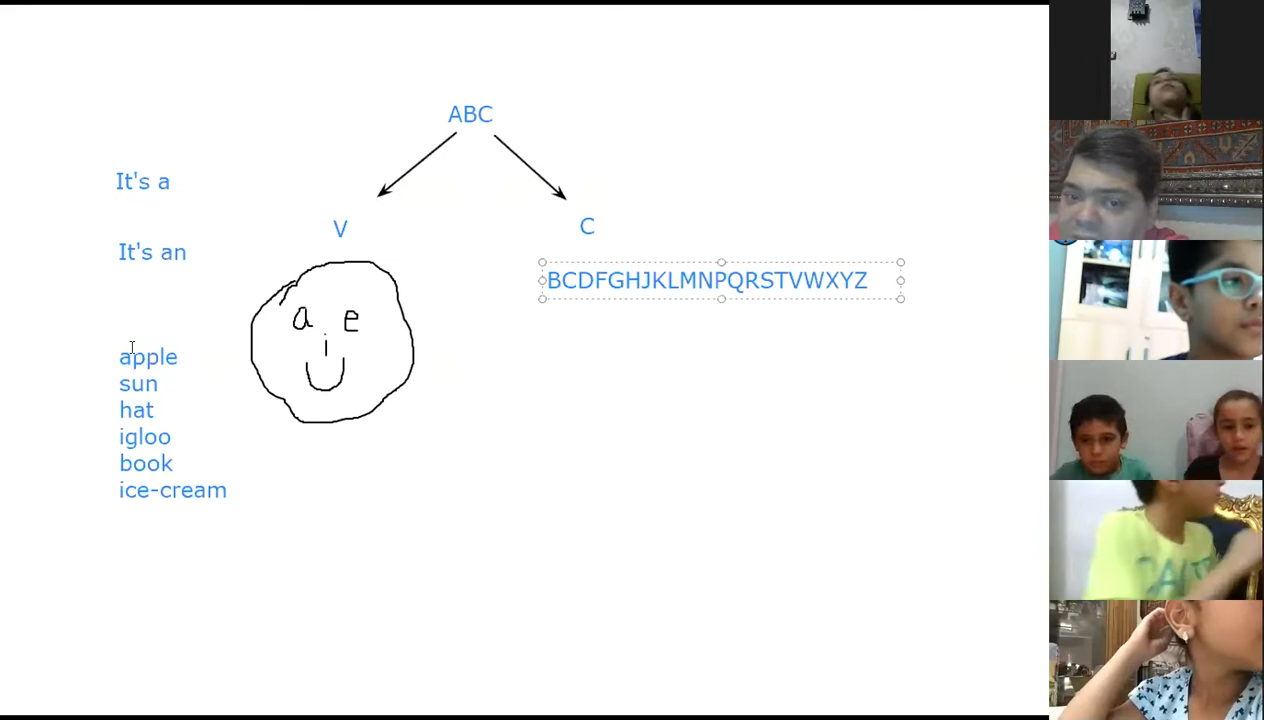 ABC
It's a
V
C
It's an
BCDFGHJKLMNPQRSTVWXYZ
a e
i
apple
sun
hat
igloo
book
ice-cream